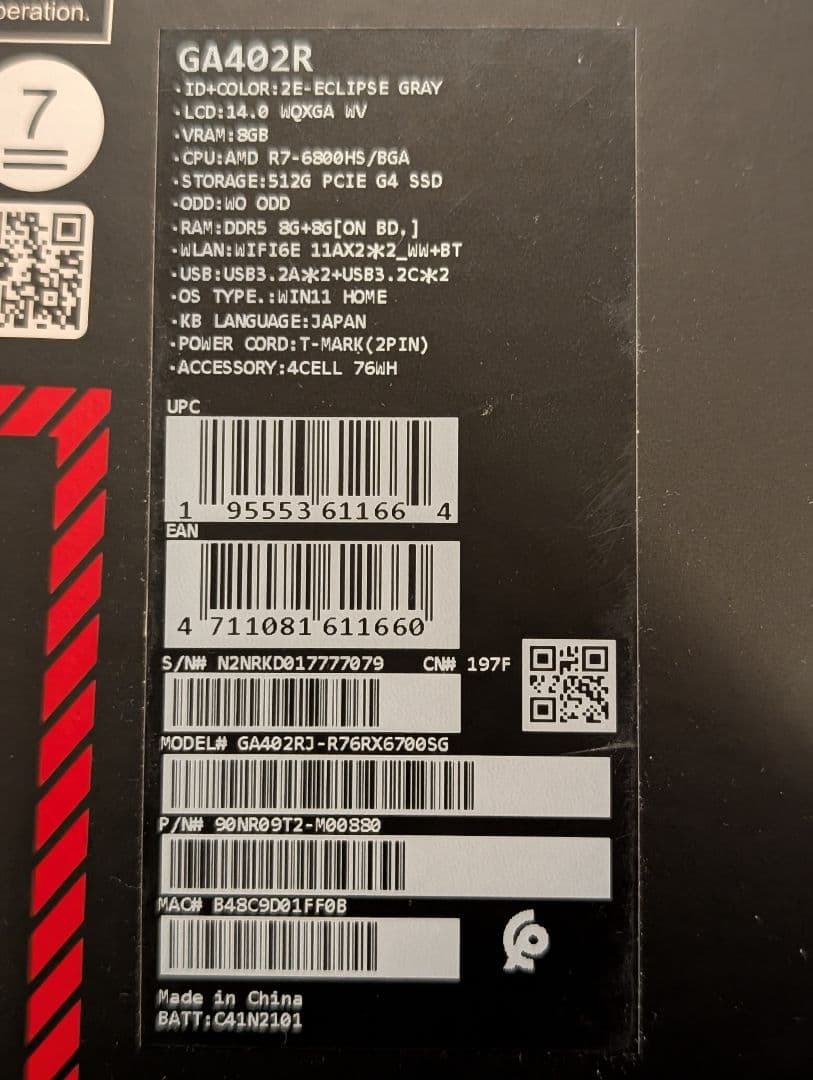 peration.
7
GA402R
·ID+COLOR:2E-ECLIPSE GRAY
·LCD:14.0 WQXGA WV
·VRAM:8GB
·CPU:AMD R7-6800HS/BGA
·STORAGE:512G PCIE G4 SSD
·ODD:WO ODD
·RAM:DDR5 8G+8G[ON BD.]
·WLAN:WIFI6E 11AX2*2_WW+BT
·USB:USB3.2A*2+USB3.2C*2
·OS TYPE.:WIN11 HOME
·KB LANGUAGE:JAPAN
·POWER CORD:T-MARK(2PIN)
·ACCESSORY:4CELL 76WH
UPC
1 95553 61166 4
EAN
4 711081 611660
S/N# N2NRKD017777079 CN# 197F
MODEL# GA402RJ-R76RX6700SG
P/N# 90NR09T2-M00880
MAC# B48C9D01FF0B
Made in China
BATT:C41N2101